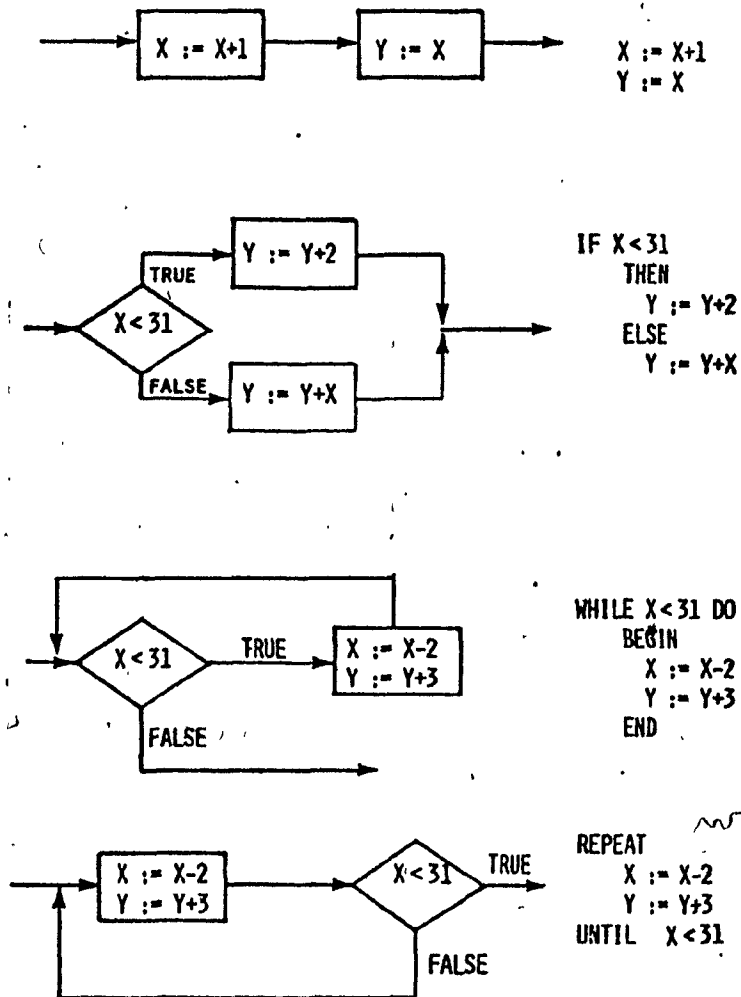 X := X+1
Y := X
X := X+1
Y := X
Y := Y+2
TRUE
X<31
FALSE
Y := Y+X
IF X<31
THEN
Y := Y+2
ELSE
Y := Y+X
X<31
TRUE
X := X-2
Y := Y+3
FALSE
WHILE X<31 DO
BEGIN
X := X-2
Y := Y+3
END
X := X-2
Y := Y+3
X<31
TRUE
FALSE
REPEAT
X := X-2
Y := Y+3
UNTIL X<31